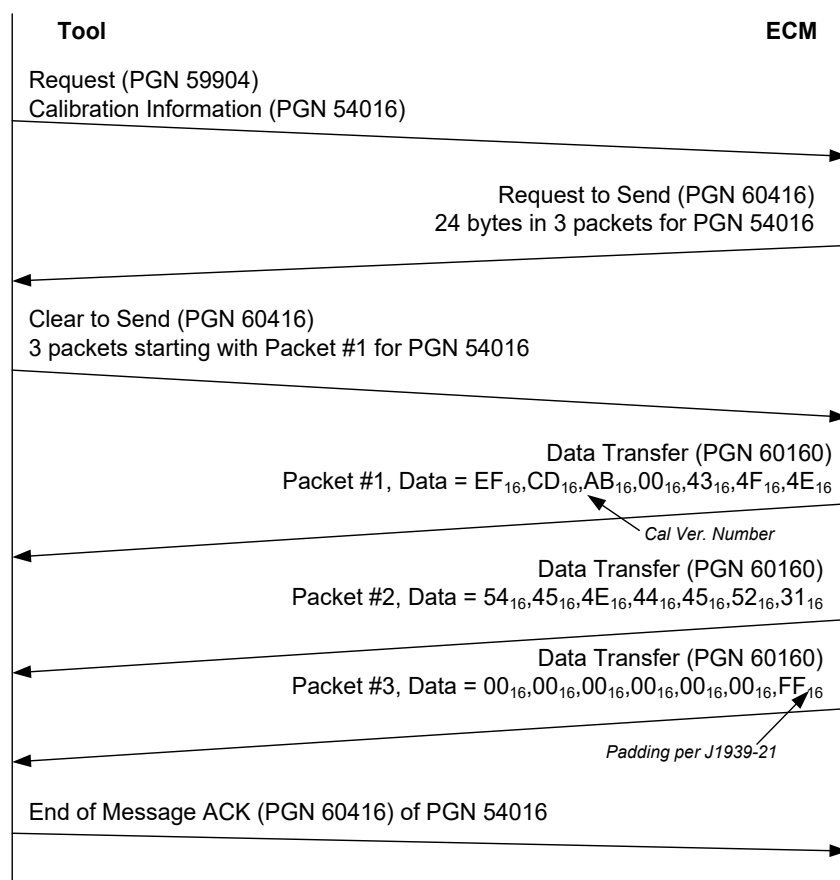 Tool
ECM
Request (PGN 59904)
Calibration Information (PGN 54016)
Request to Send (PGN 60416)
24 bytes in 3 packets for PGN 54016
Clear to Send (PGN 60416)
3 packets starting with Packet #1 for PGN 54016
Data Transfer (PGN 60160)
Packet #1, Data = EF₁₆,CD₁₆,AB₁₆,00₁₆,43₁₆,4F₁₆,4E₁₆
Cal Ver. Number
Data Transfer (PGN 60160)
Packet #2, Data = 54₁₆,45₁₆,4E₁₆,44₁₆,45₁₆,52₁₆,31₁₆
Data Transfer (PGN 60160)
Packet #3, Data = 00₁₆,00₁₆,00₁₆,00₁₆,00₁₆,00₁₆,FF₁₆
Padding per J1939-21
End of Message ACK (PGN 60416) of PGN 54016